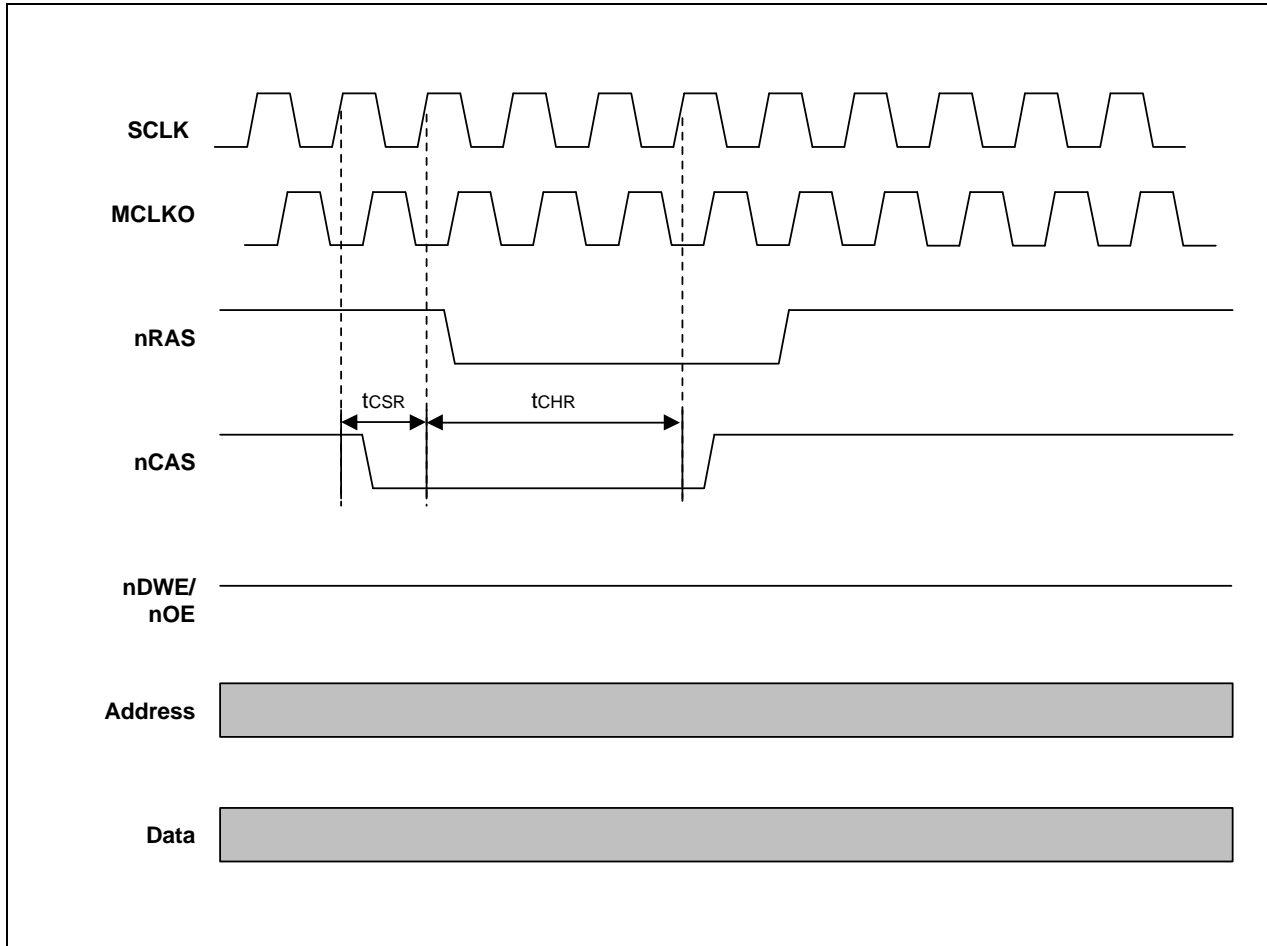 SCLK
MCLKO
nRAS
tCSR
tCHR
nCAS
nDWE/
nOE
Address
Data